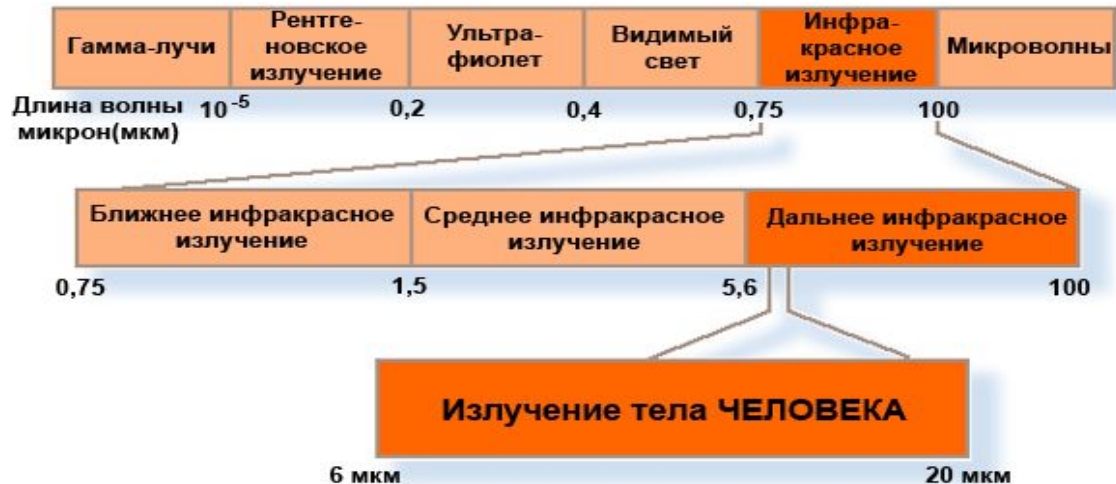 Гамма-лучи
Рентге-
новское
излучение
Ультра-
фиолет
Видимый
свет
Инфра-
красное
излучение
Микроволны
Длина волны
микрон(мкм)
10⁻⁵
0,2
0,4
0,75
100
Ближнее инфракрасное
излучение
Среднее инфракрасное
излучение
Дальнее инфракрасное
излучение
0,75
1,5
5,6
100
Излучение тела ЧЕЛОВЕКА
6 мкм
20 мкм